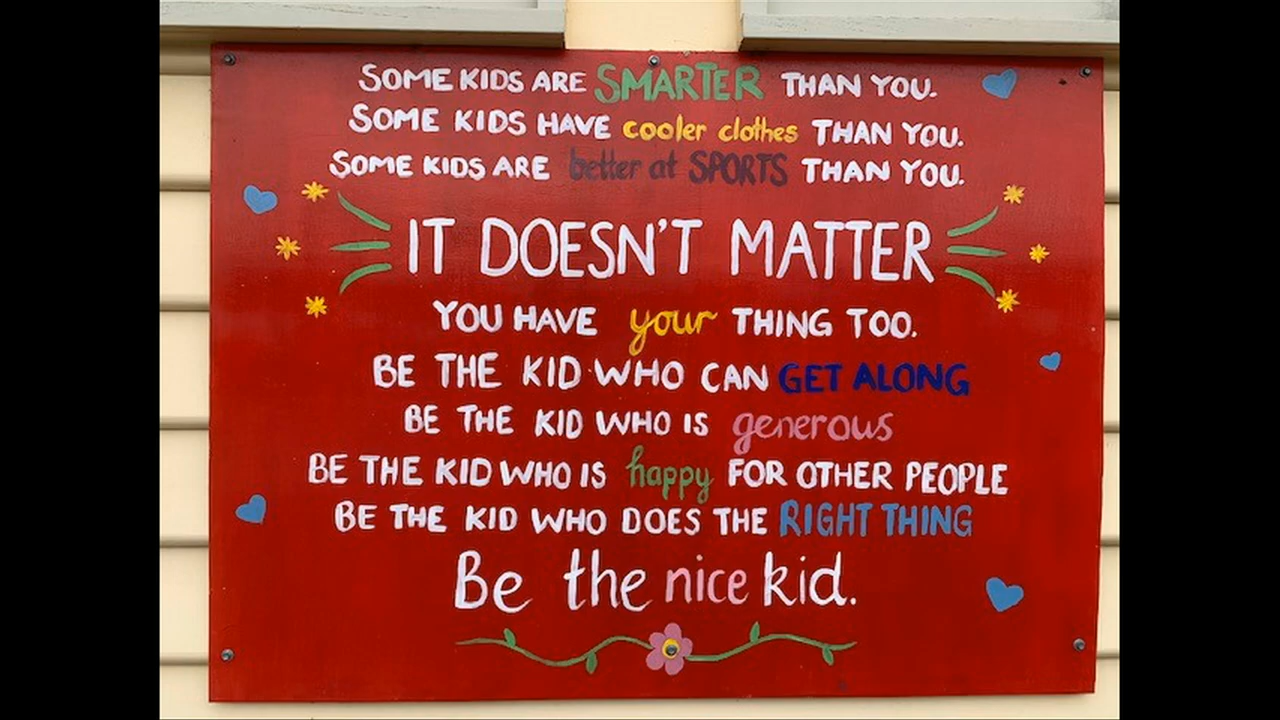 SOME KIDS ARE SMARTER THAN YOU.
SOME KIDS HAVE cooler clothes THAN YOU.
SOME KIDS ARE better at SPORTS THAN YOU.
IT DOESN'T MATTER
YOU HAVE your THING TOO.
BE THE KID WHO CAN GET ALONG
BE THE KID WHO IS generous
BE THE KID WHO IS happy FOR OTHER PEOPLE
BE THE KID WHO DOES THE RIGHT THING
Be the nice kid.